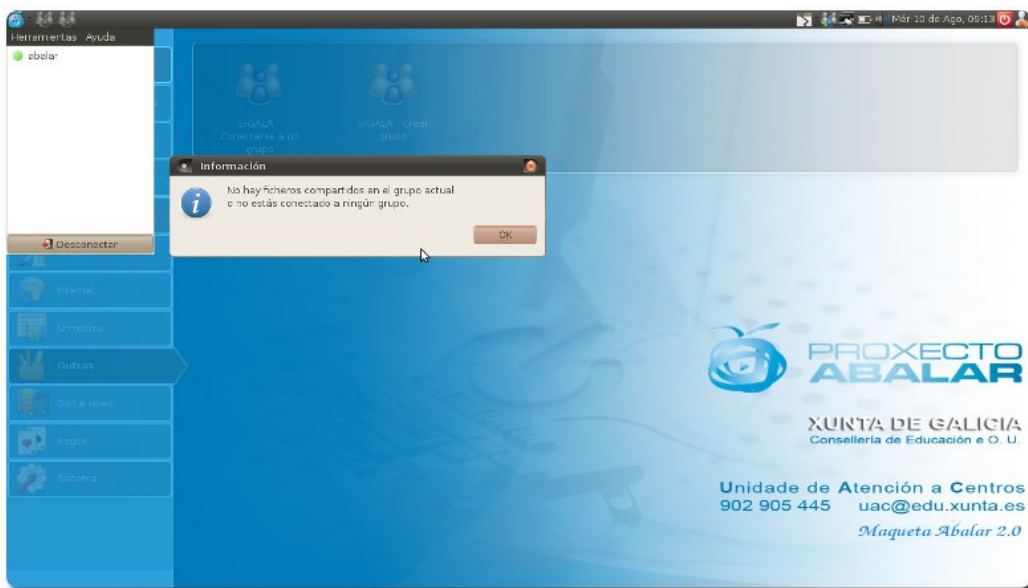 Mér 10 de Ago, 09:13
Herramientas Ayuda
abalar
SIGALA -
Conectarse a un
grupo
SIGALA - Crear
grupo
Información
No hay ficheros compartidos en el grupo actual
o no estás conectado a ningún grupo.
OK
Desconectar
Internet
Ofimática
Outras
Son e vídeo
Xogos
Sistema
PROXECTO
ABALAR
XUNTA DE GALICIA
Consellería de Educación e O. U.
Unidade de Atención a Centros
902 905 445 uac@edu.xunta.es
Maqueta Abalar 2.0